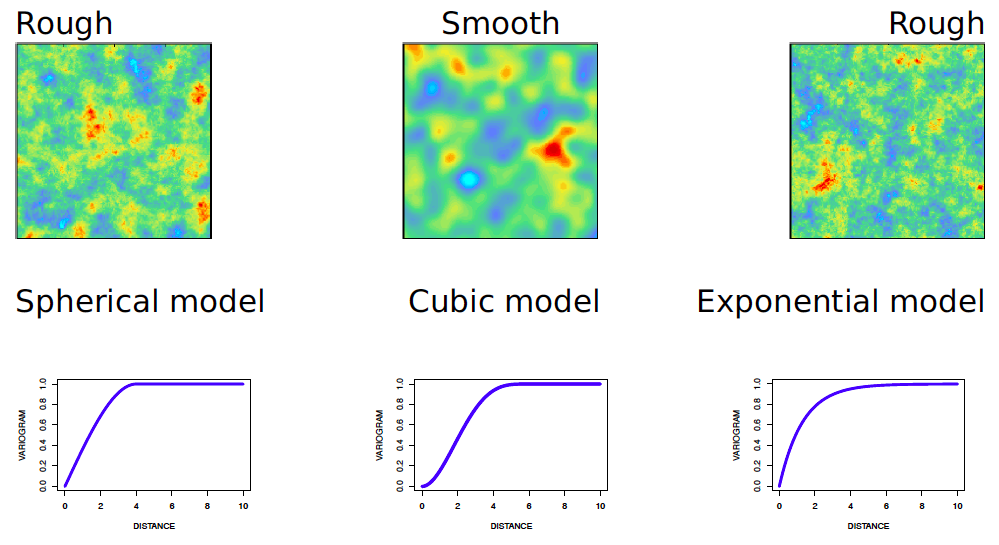 Rough
Smooth
Rough
Spherical model
Cubic model
Exponential model
VARIOGRAM
1.0
0.8
0.6
0.4
0.2
0.0
0 2 4 6 8 10
DISTANCE
VARIOGRAM
1.0
0.8
0.6
0.4
0.2
0.0
0 2 4 6 8 10
DISTANCE
VARIOGRAM
1.0
0.8
0.6
0.4
0.2
0.0
0 2 4 6 8 10
DISTANCE